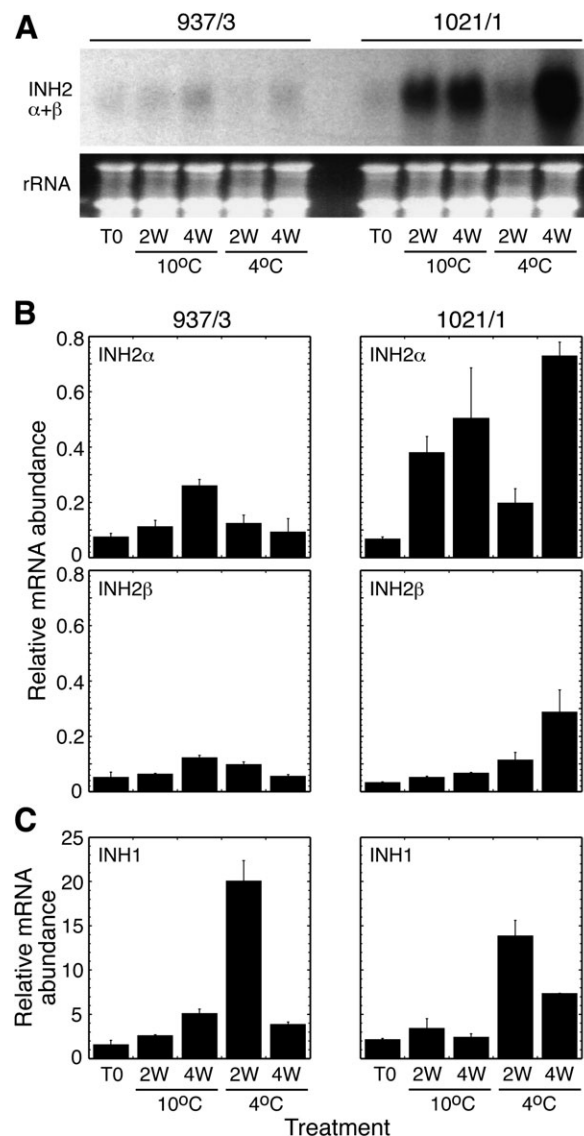 A
937/3 1021/1
INH2
α+β
rRNA
T0 2W 4W 2W 4W T0 2W 4W 2W 4W
10ºC 4ºC 10ºC 4ºC
B
937/3 1021/1
0.8 INH2α INH2α
0.6
0.4
0.2
0
Relative mRNA abundance
0.8 INH2β INH2β
0.6
0.4
0.2
0
C
25 INH1 INH1
20
15
10
5
0
Relative mRNA
abundance
T0 2W 4W 2W 4W T0 2W 4W 2W 4W
10ºC 4ºC 10ºC 4ºC
Treatment